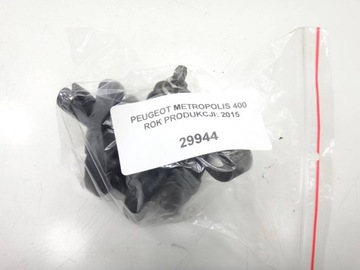 PEUGEOT METROPOLIS 400
ROK PRODUKCJI: 2015
29944